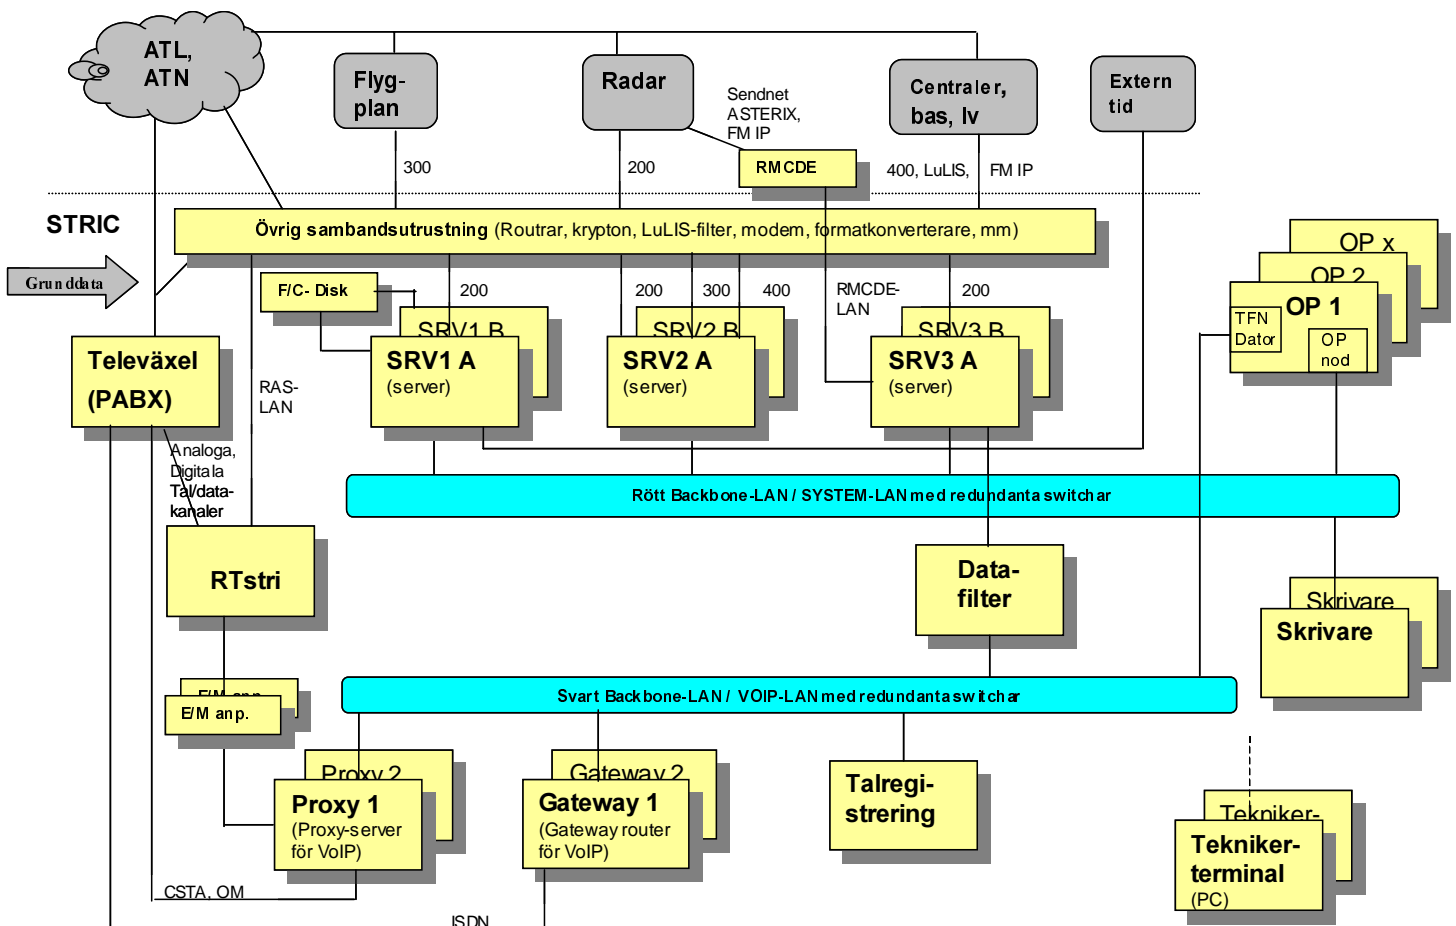 ATL,
ATN
Flyg-
plan
Radar
Sendnet
ASTERIX,
FM IP
Centraler,
bas, lv
Extern
tid
300
200
RMCDE
400, LuLIS,
FM IP
STRIC
Övrig sambandsutrustning (Routrar, krypton, LuLIS-filter, modem, formatkonverterare, mm)
Grunddata
F/C- Disk
200
200
300
400
RMCDE-
LAN
200
OP x
OP 2
OP 1
TFN
Dator
OP
nod
SRV1 B
SRV1 A
(server)
SRV2 B
SRV2 A
(server)
SRV3 B
SRV3 A
(server)
Televäxel
(PABX)
RAS-
LAN
Analoga,
Digitala
Tal/data-
kanaler
Rött Backbone-LAN / SYSTEM-LAN med redundanta switchar
RTstri
Data-
filter
Skrivare
Skrivare
E/M anp.
E/M anp.
Svart Backbone-LAN / VOIP-LAN med redundanta switchar
Proxy 2
Proxy 1
(Proxy-server
för VoIP)
Gateway 2
Gateway 1
(Gateway router
för VoIP)
Talregi-
strering
Tekniker-
Tekniker-
terminal
(PC)
CSTA, OM
ISDN